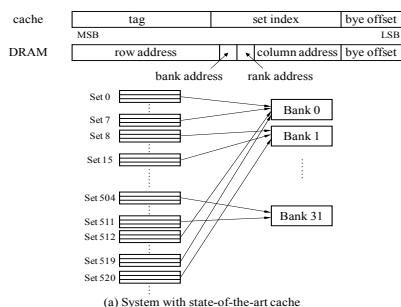 cache tag set index bye offset
MSB LSB
DRAM row address column address bye offset
bank address rank address
Set 0
Bank 0
Set 7
Set 8
Bank 1
Set 15
Set 504
Bank 31
Set 511
Set 512
Set 519
Set 520
(a) System with state-of-the-art cache